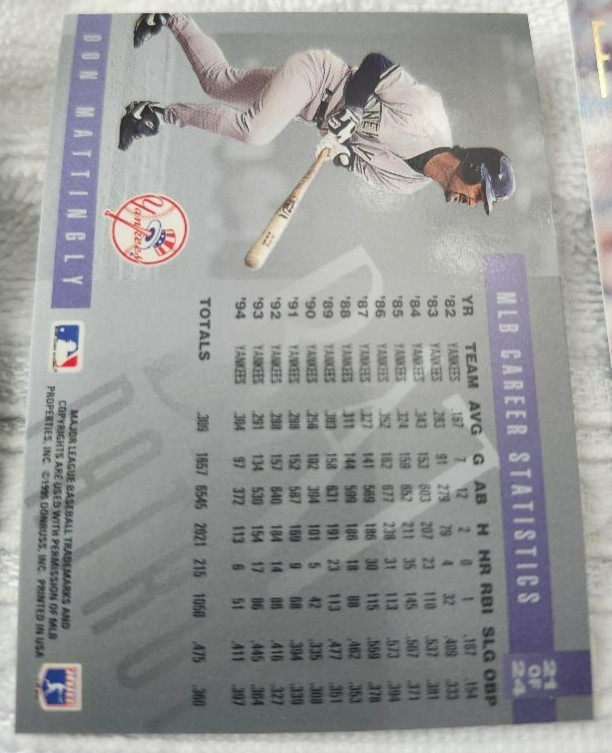 21
OF
24
MLB CAREER STATISTICS
YR TEAM AVG G AB H HR RBI SLG OBP
'82 YANKEES .167 7 12 2 0 1 .167 .154
'83 YANKEES .283 91 279 79 4 32 .409 .333
'84 YANKEES .343 153 603 207 23 110 .537 .381
'85 YANKEES .324 159 652 211 35 145 .567 .371
'86 YANKEES .352 162 677 238 31 113 .573 .394
'87 YANKEES .327 141 569 186 30 115 .559 .378
'88 YANKEES .311 144 599 186 18 88 .462 .353
'89 YANKEES .303 158 631 191 23 113 .477 .351
'90 YANKEES .256 102 394 101 5 42 .335 .308
'91 YANKEES .288 152 587 169 9 68 .394 .339
'92 YANKEES .288 157 640 184 14 86 .416 .327
'93 YANKEES .291 134 530 154 17 86 .445 .364
'94 YANKEES .304 97 372 113 6 51 .411 .397
TOTALS .309 1657 6545 2021 215 1050 .475 .360
NEW
Yankees
DON MATTINGLY
MAJOR LEAGUE BASEBALL TRADEMARKS AND
COPYRIGHTS ARE USED WITH PERMISSION OF MLB
PROPERTIES, INC. ©1995 DONRUSS, INC. PRINTED IN USA